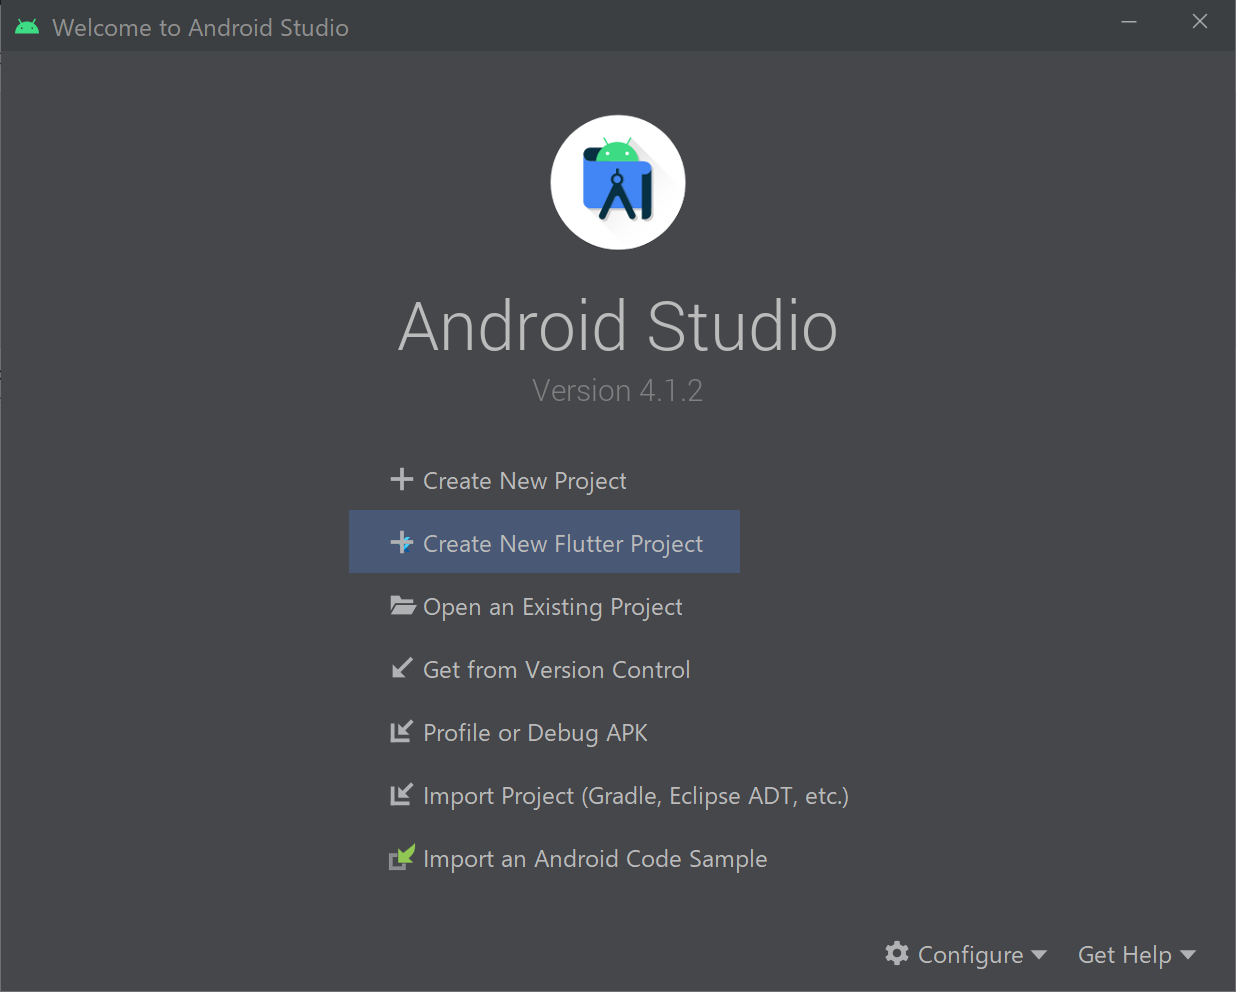 Welcome to Android Studio
Android Studio
Version 4.1.2
Create New Project
Create New Flutter Project
Open an Existing Project
Get from Version Control
Profile or Debug APK
Import Project (Gradle, Eclipse ADT, etc.)
Import an Android Code Sample
Configure Get Help